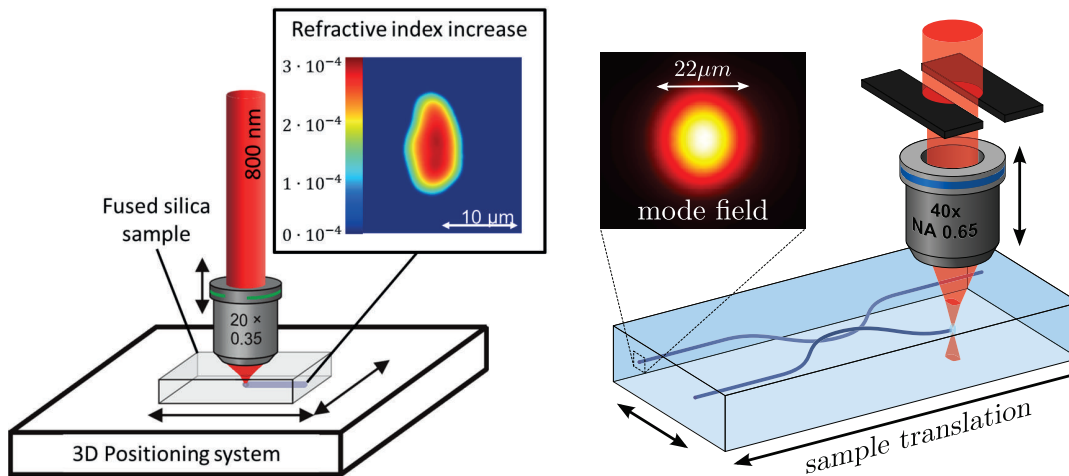 Refractive index increase
3 · 10⁻⁴
2 · 10⁻⁴
1 · 10⁻⁴
0 · 10⁻⁴
10 µm
800 nm
Fused silica
sample
20 ×
0.35
3D Positioning system
22μm
mode field
40x
NA 0.65
sample translation